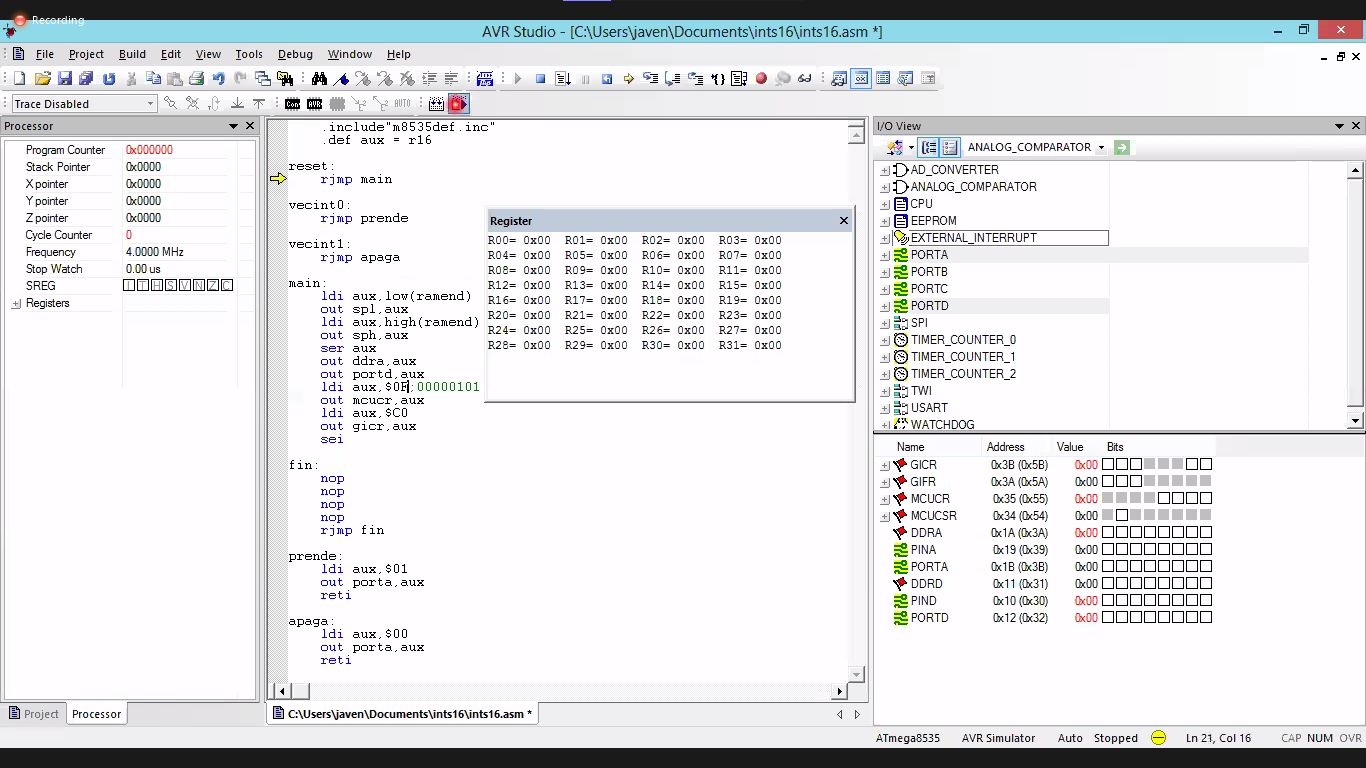 Recording
AVR Studio - [C:\Users\javen\Documents\ints16\ints16.asm *]
File Project Build Edit View Tools Debug Window Help
Trace Disabled
Con AVR AUTO
Processor
Program Counter 0x000000
Stack Pointer 0x0000
X pointer 0x0000
Y pointer 0x0000
Z pointer 0x0000
Cycle Counter 0
Frequency 4.0000 MHz
Stop Watch 0.00 us
SREG I T H S V N Z C
Registers
Project Processor
.include"m8535def.inc"
.def aux = r16
reset:
rjmp main
vecint0:
rjmp prende
vecint1:
rjmp apaga
main:
ldi aux,low(ramend)
out spl,aux
ldi aux,high(ramend)
out sph,aux
ser aux
out ddra,aux
out portd,aux
ldi aux,$0F;00000101
out mcucr,aux
ldi aux,$C0
out gicr,aux
sei
fin:
nop
nop
nop
nop
rjmp fin
prende:
ldi aux,$01
out porta,aux
reti
apaga:
ldi aux,$00
out porta,aux
reti
C:\Users\javen\Documents\ints16\ints16.asm *
Register
R00= 0x00 R01= 0x00 R02= 0x00 R03= 0x00
R04= 0x00 R05= 0x00 R06= 0x00 R07= 0x00
R08= 0x00 R09= 0x00 R10= 0x00 R11= 0x00
R12= 0x00 R13= 0x00 R14= 0x00 R15= 0x00
R16= 0x00 R17= 0x00 R18= 0x00 R19= 0x00
R20= 0x00 R21= 0x00 R22= 0x00 R23= 0x00
R24= 0x00 R25= 0x00 R26= 0x00 R27= 0x00
R28= 0x00 R29= 0x00 R30= 0x00 R31= 0x00
I/O View
ANALOG_COMPARATOR
AD_CONVERTER
ANALOG_COMPARATOR
CPU
EEPROM
EXTERNAL_INTERRUPT
PORTA
PORTB
PORTC
PORTD
SPI
TIMER_COUNTER_0
TIMER_COUNTER_1
TIMER_COUNTER_2
TWI
USART
WATCHDOG
Name Address Value Bits
GICR 0x3B (0x5B) 0x00
GIFR 0x3A (0x5A) 0x00
MCUCR 0x35 (0x55) 0x00
MCUCSR 0x34 (0x54) 0x00
DDRA 0x1A (0x3A) 0x00
PINA 0x19 (0x39) 0x00
PORTA 0x1B (0x3B) 0x00
DDRD 0x11 (0x31) 0x00
PIND 0x10 (0x30) 0x00
PORTD 0x12 (0x32) 0x00
ATmega8535 AVR Simulator Auto Stopped Ln 21, Col 16 CAP NUM OVR